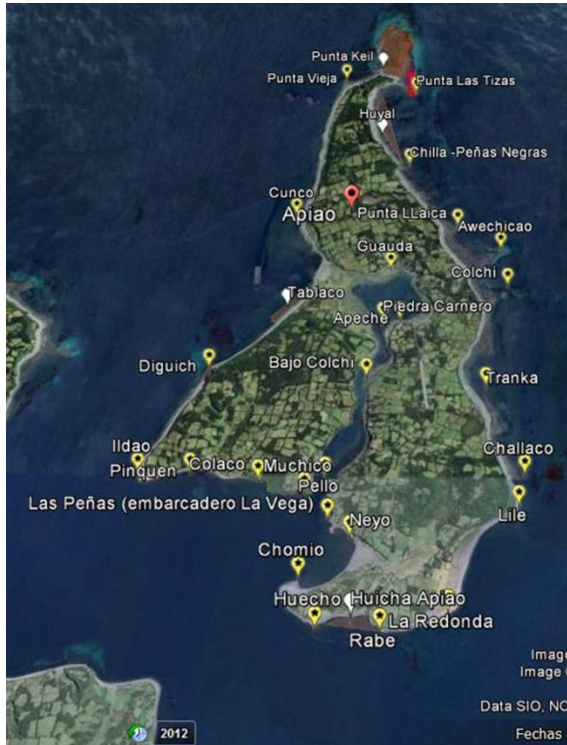 Punta Keil
Punta Vieja
Punta Las Tizas
Huyal
Chilla -Peñas Negras
Cunco
Apiao
Punta LLaica
Awechicao
Guauda
Colchi
Tablaco
Piedra Carnero
Apeche
Diguich
Bajo Colchi
Tranka
Ildao
Pinquen
Colaco
Muchico
Challaco
Pello
Las Peñas (embarcadero La Vega)
Lile
Neyo
Chomio
Huecho
Huicha Apiao
La Redonda
Rabe
Image
Image
Data SIO, NO
2012
Fechas